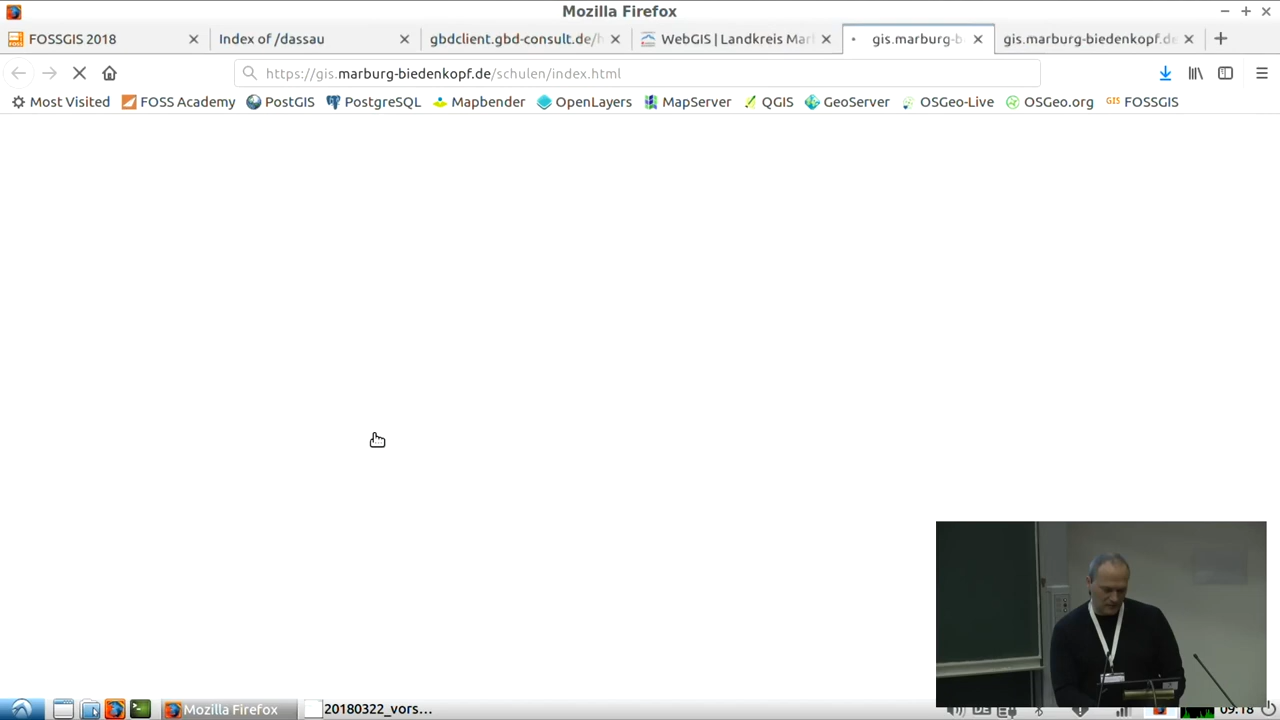 Mozilla Firefox
FOSSGIS 2018
Index of /dassau
gbdclient.gbd-consult.de/h
WebGIS | Landkreis Mar
gis.marburg-b
gis.marburg-biedenkopf.de
https://gis.marburg-biedenkopf.de/schulen/index.html
Most Visited
FOSS Academy
PostGIS
PostgreSQL
Mapbender
OpenLayers
MapServer
QGIS
GeoServer
OSGeo-Live
OSGeo.org
GIS FOSSGIS
Mozilla Firefox
20180322_vors...
DE
09:18